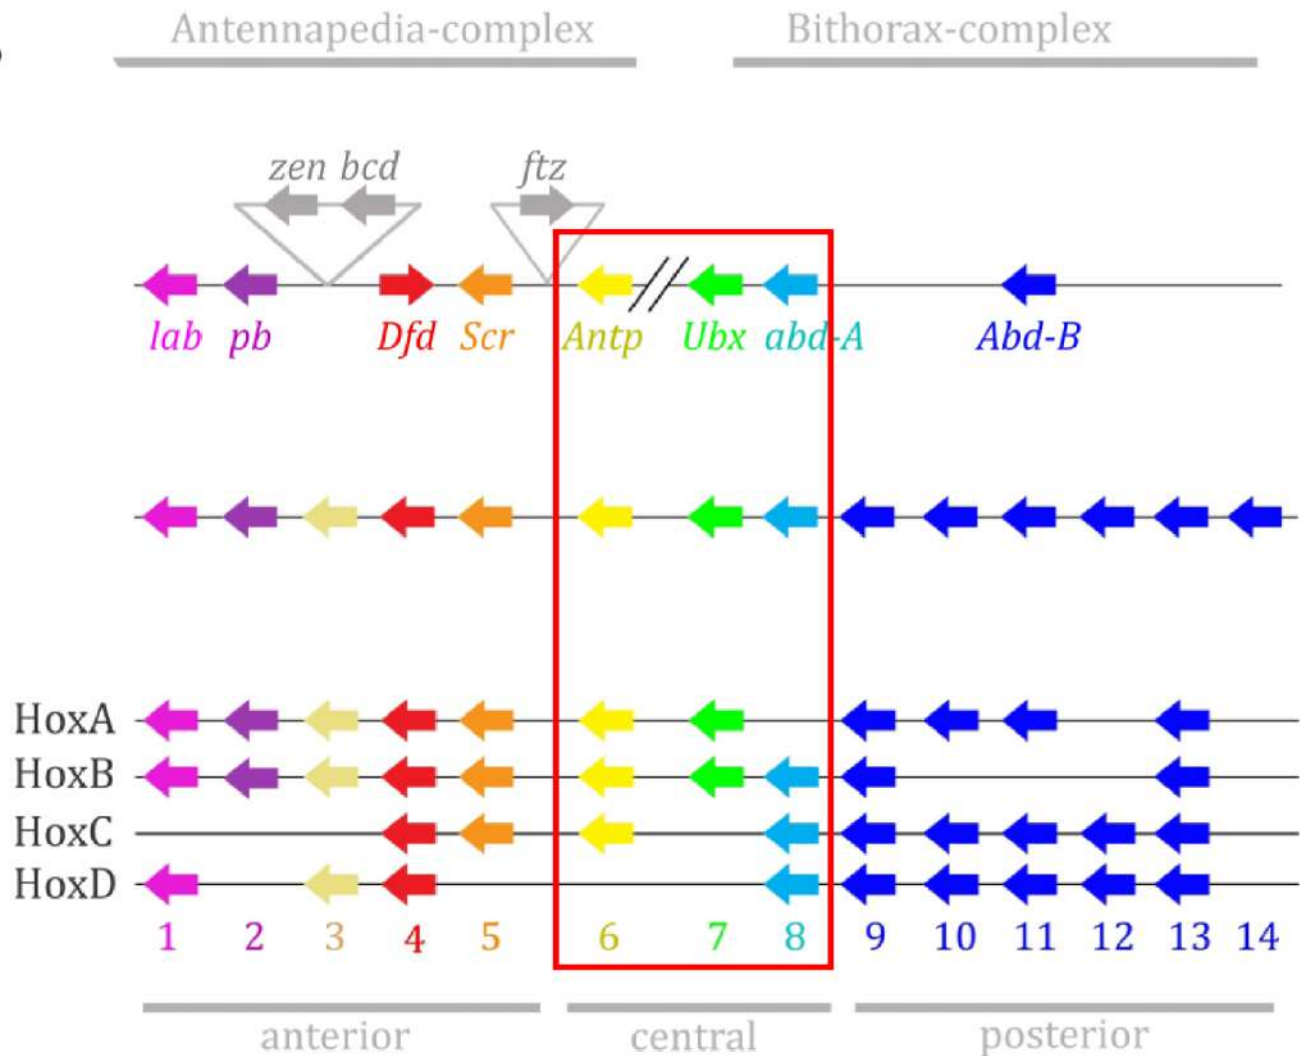 Antennapedia-complex Bithorax-complex
zen bcd ftz
lab pb Dfd Scr Antp Ubx abd-A Abd-B
HoxA
HoxB
HoxC
HoxD
1 2 3 4 5 6 7 8 9 10 11 12 13 14
anterior central posterior